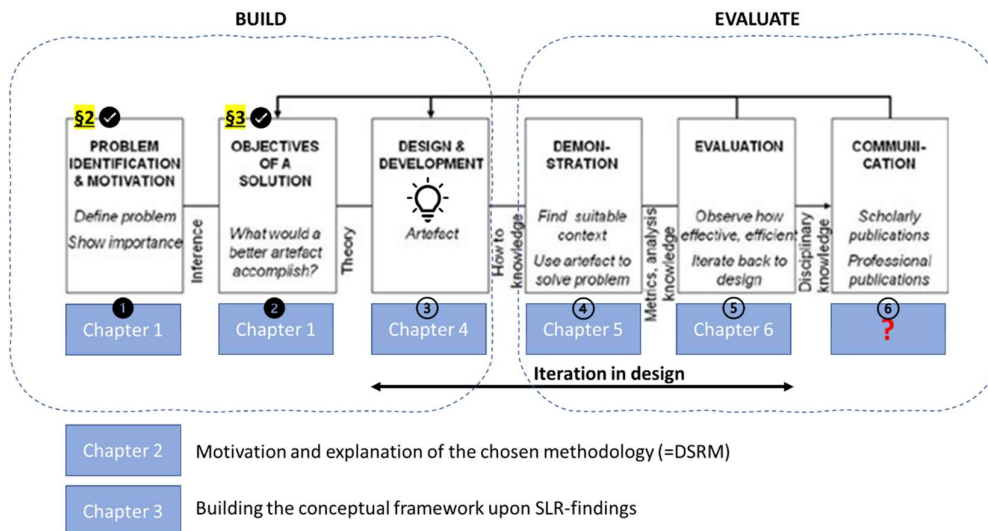 BUILD
EVALUATE
§2
§3
PROBLEM
IDENTIFICATION
& MOTIVATION
Define problem
Show importance
Inference
OBJECTIVES
OF A
SOLUTION
What would a
better artefact
accomplish?
Theory
DESIGN &
DEVELOPMENT
Artefact
How to
knowledge
DEMON-
STRATION
Find suitable
context
Use artefact to
solve problem
Metrics, analysis
knowledge
EVALUATION
Observe how
effective, efficient
Iterate back to
design
Disciplinary
knowledge
COMMUNI-
CATION
Scholarly
publications
Professional
publications
1
Chapter 1
2
Chapter 1
3
Chapter 4
4
Chapter 5
5
Chapter 6
6
?
Iteration in design
Chapter 2
Motivation and explanation of the chosen methodology (=DSRM)
Chapter 3
Building the conceptual framework upon SLR-findings